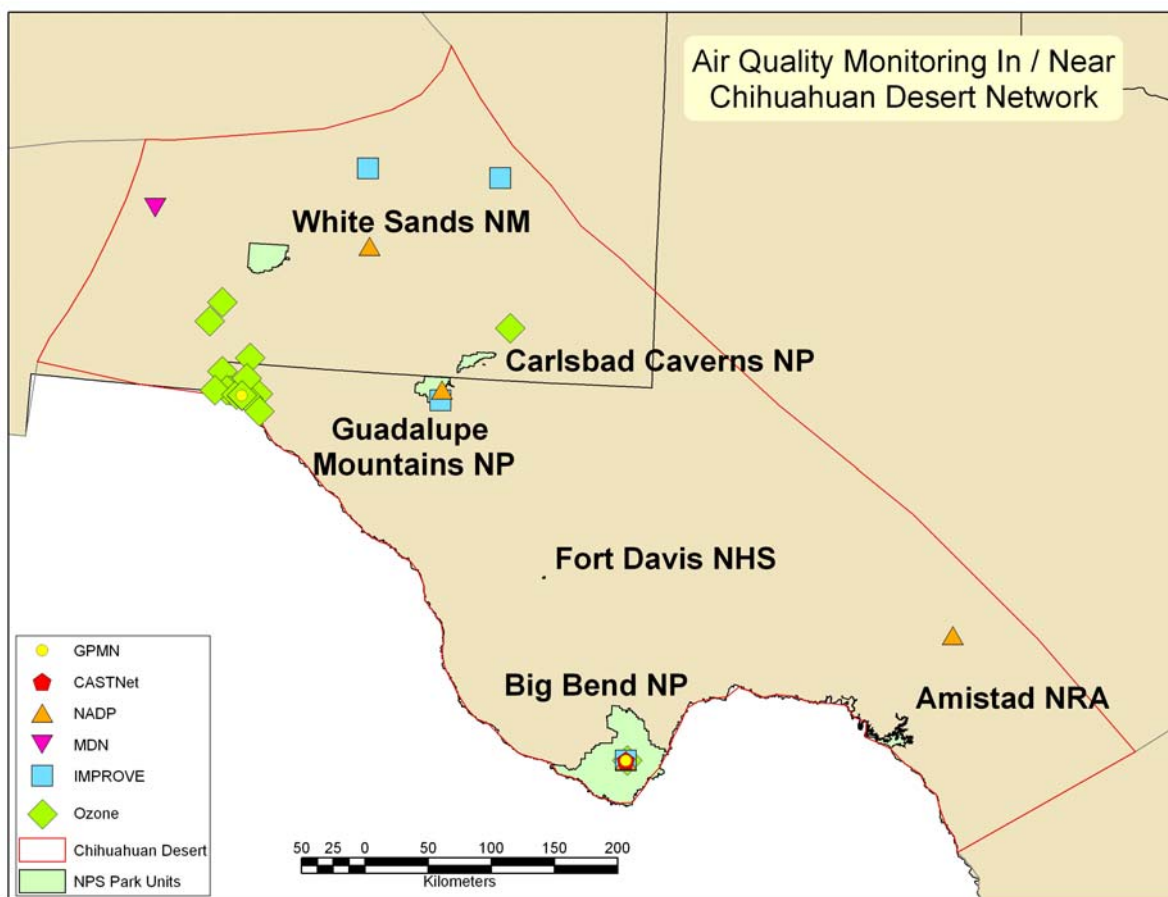 Air Quality Monitoring In / Near
Chihuahuan Desert Network
White Sands NM
Carlsbad Caverns NP
Guadalupe
Mountains NP
Fort Davis NHS
Big Bend NP
Amistad NRA
GPMN
CASTNet
NADP
MDN
IMPROVE
Ozone
Chihuahuan Desert
NPS Park Units
50 25 0 50 100 150 200
Kilometers